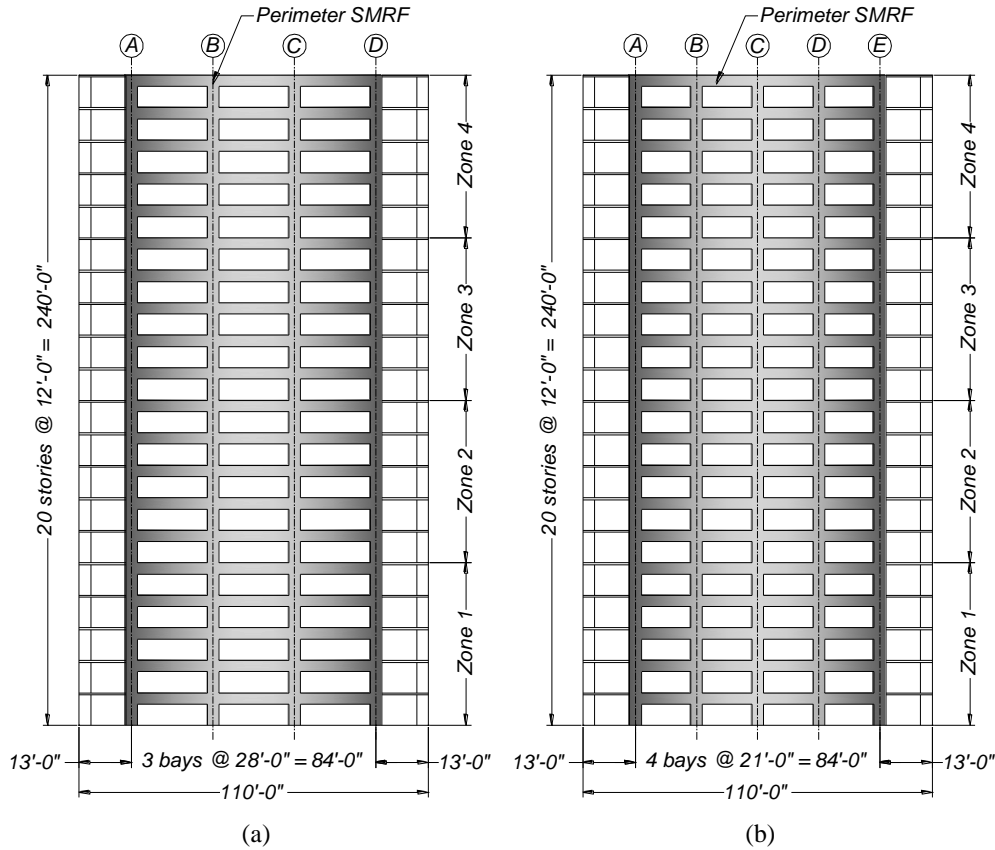 Perimeter SMRF
A B C D
20 stories @ 12'-0" = 240'-0"
Zone 4
Zone 3
Zone 2
Zone 1
13'-0" 3 bays @ 28'-0" = 84'-0" 13'-0"
110'-0"
(a)
Perimeter SMRF
A B C D E
20 stories @ 12'-0" = 240'-0"
Zone 4
Zone 3
Zone 2
Zone 1
13'-0" 4 bays @ 21'-0" = 84'-0" 13'-0"
110'-0"
(b)